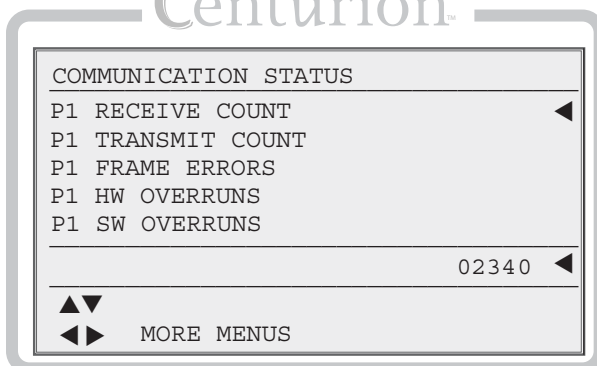 Centurion™
COMMUNICATION STATUS
P1 RECEIVE COUNT ◀
P1 TRANSMIT COUNT
P1 FRAME ERRORS
P1 HW OVERRUNS
P1 SW OVERRUNS
02340 ◀
▲▼
◀▶ MORE MENUS